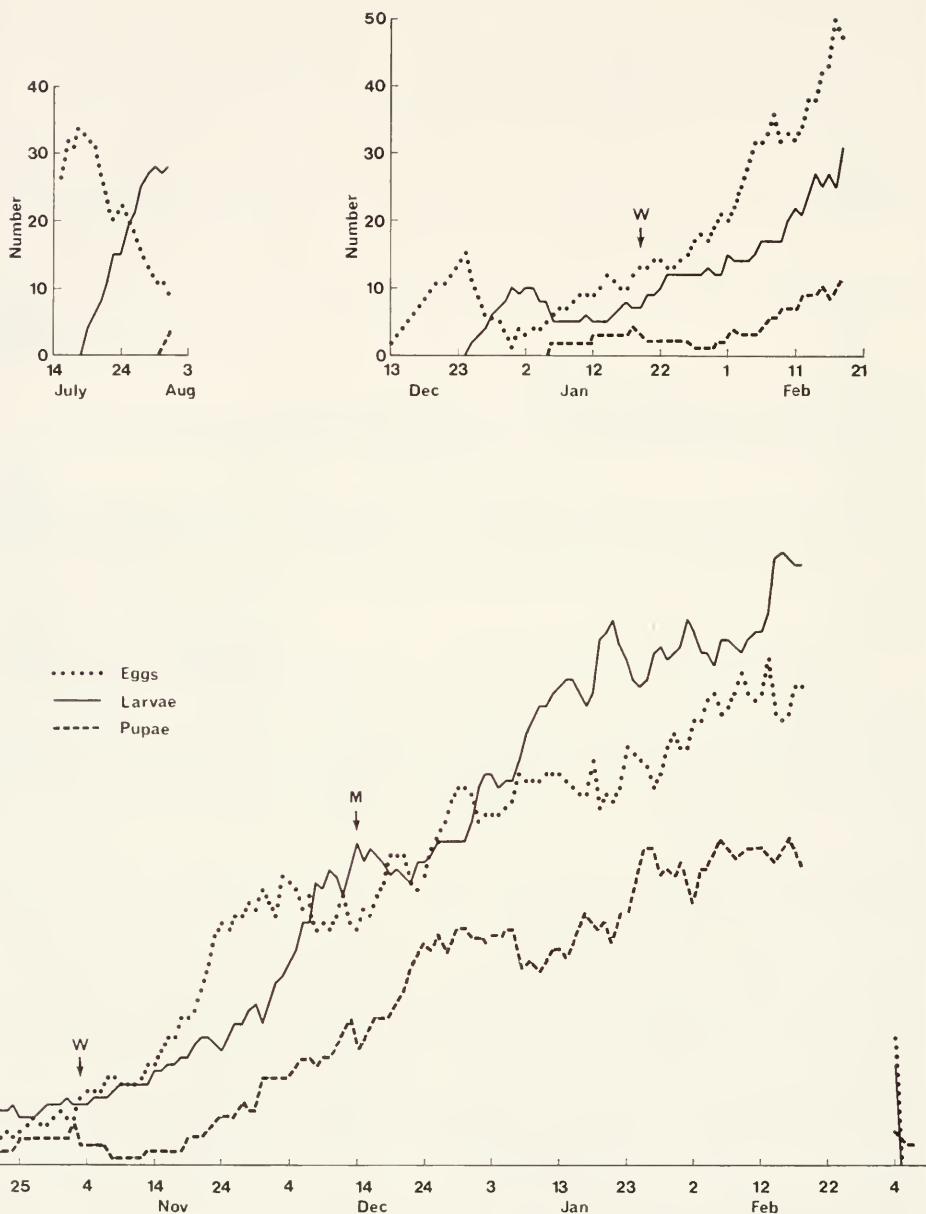 50
40
30
20
10
0
Number
14 24 3
July Aug
40
30
20
10
0
Number
W
13 23 2 12 22 1 11 21
Dec Jan Feb
Eggs
Larvae
Pupae
M
W
25 4 14 24 4 14 24 3 13 23 2 12 22 4
Nov Dec Jan Feb